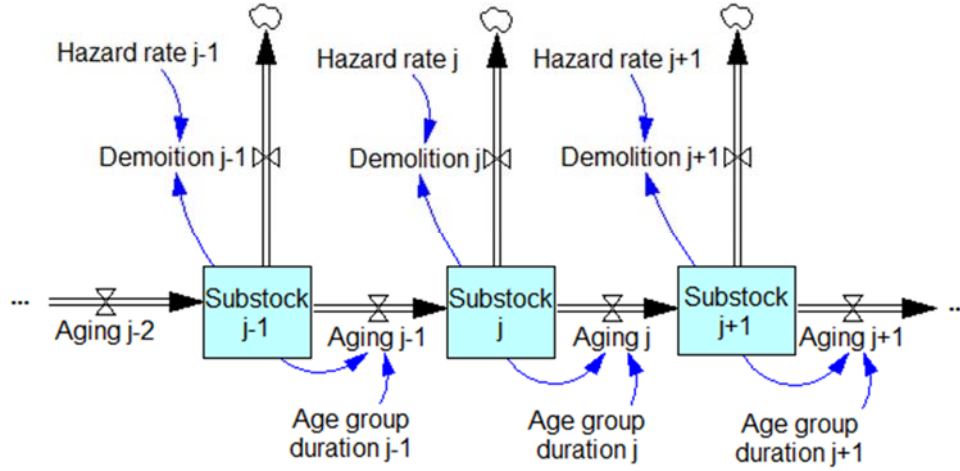 Hazard rate j-1
Hazard rate j
Hazard rate j+1
Demoition j-1
Demolition j
Demolition j+1
...
Substock
j-1
Substock
j
Substock
j+1
...
Aging j-2
Aging j-1
Aging j
Aging j+1
Age group
duration j-1
Age group
duration j
Age group
duration j+1